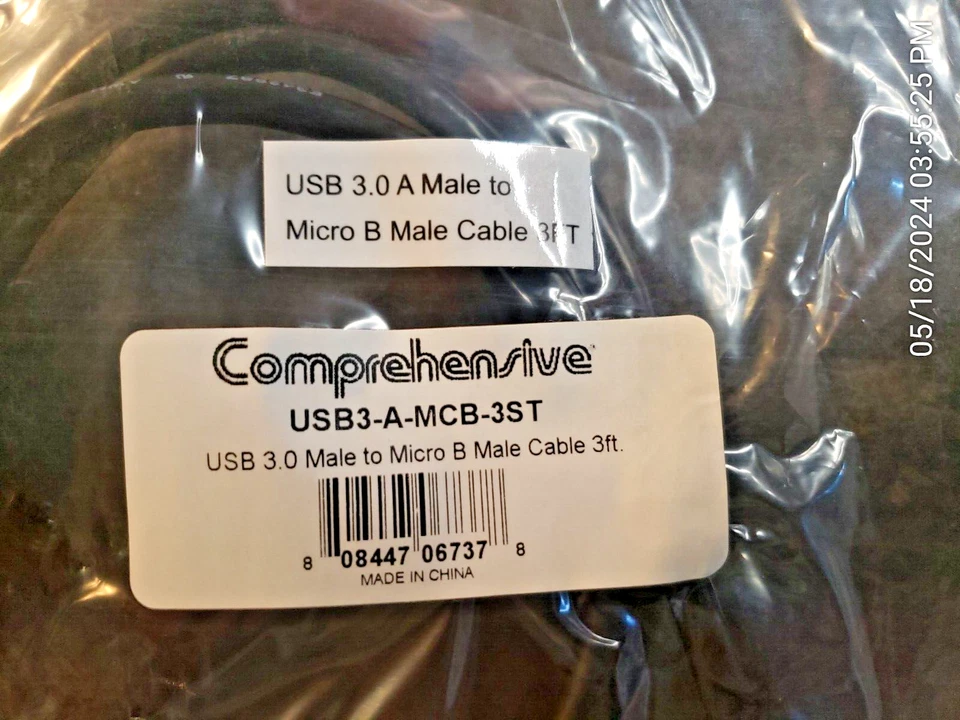 USB 3.0 A Male to
Micro B Male Cable 3FT
Comprehensive
USB3-A-MCB-3ST
USB 3.0 Male to Micro B Male Cable 3ft.
8 08447 06737 8
MADE IN CHINA
05/18/2024 03:55:25 PM